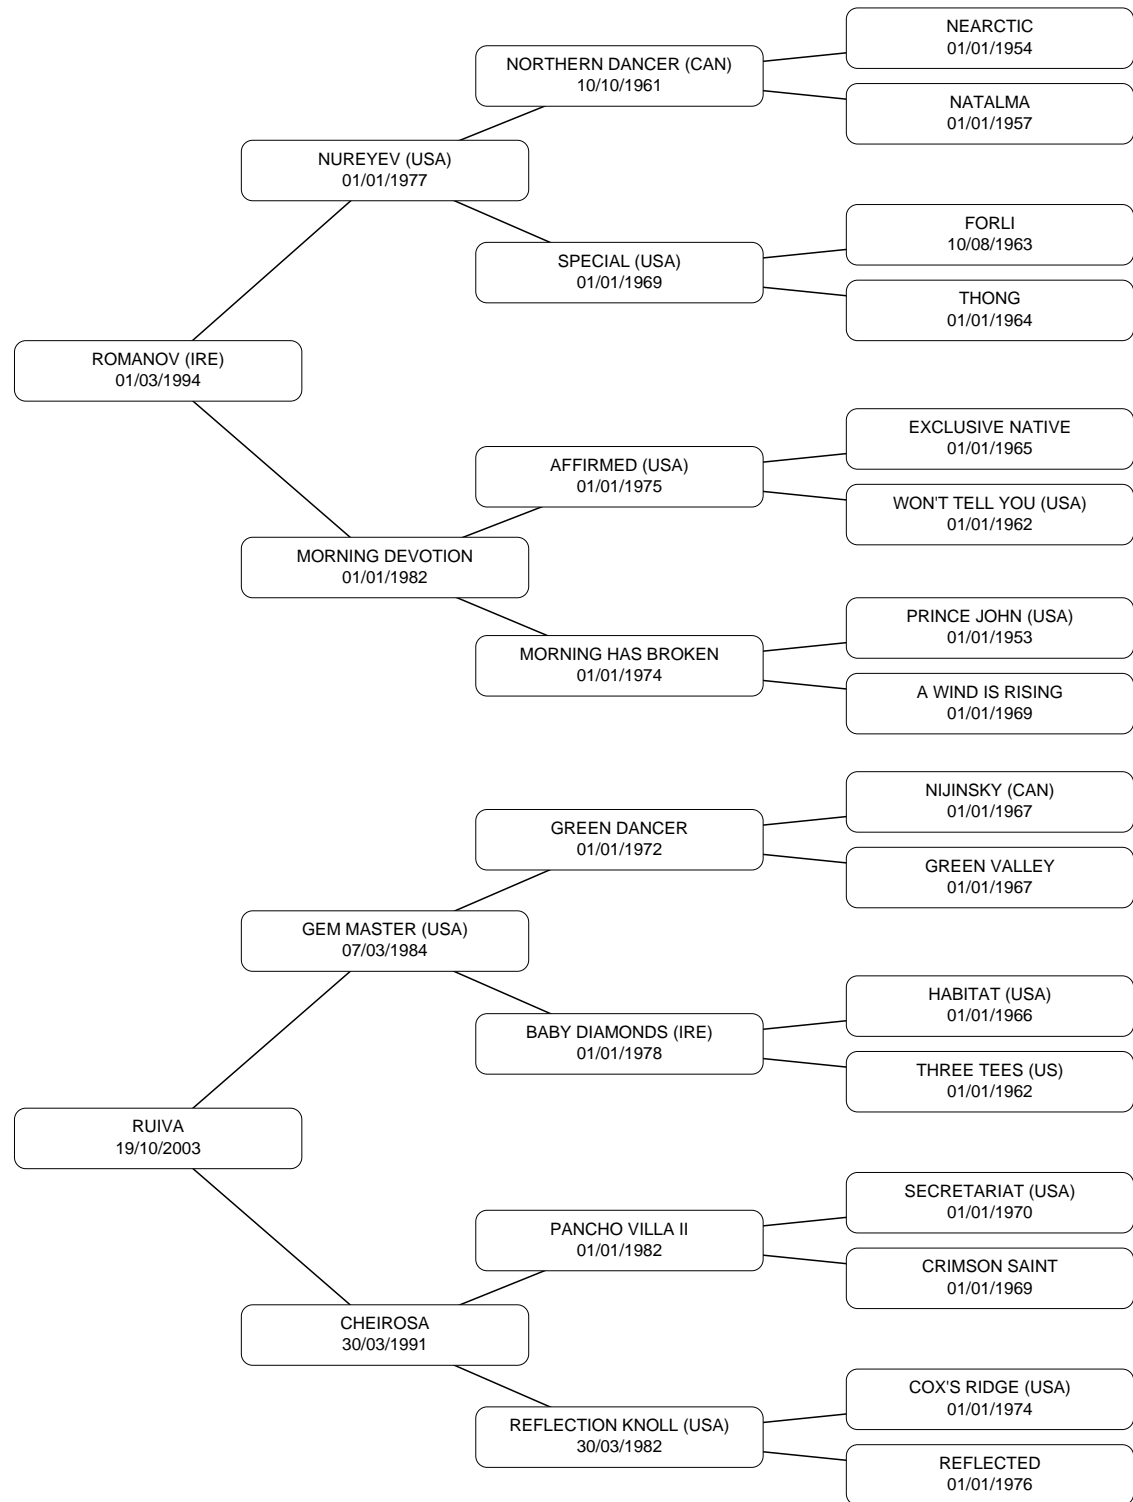 NEARCTIC
01/01/1954
NORTHERN DANCER (CAN)
10/10/1961
NATALMA
01/01/1957
NUREYEV (USA)
01/01/1977
FORLI
10/08/1963
SPECIAL (USA)
01/01/1969
THONG
01/01/1964
ROMANOV (IRE)
01/03/1994
EXCLUSIVE NATIVE
01/01/1965
AFFIRMED (USA)
01/01/1975
WON'T TELL YOU (USA)
01/01/1962
MORNING DEVOTION
01/01/1982
PRINCE JOHN (USA)
01/01/1953
MORNING HAS BROKEN
01/01/1974
A WIND IS RISING
01/01/1969
NIJINSKY (CAN)
01/01/1967
GREEN DANCER
01/01/1972
GREEN VALLEY
01/01/1967
GEM MASTER (USA)
07/03/1984
HABITAT (USA)
01/01/1966
BABY DIAMONDS (IRE)
01/01/1978
THREE TEES (US)
01/01/1962
RUIVA
19/10/2003
SECRETARIAT (USA)
01/01/1970
PANCHO VILLA II
01/01/1982
CRIMSON SAINT
01/01/1969
CHEIROSA
30/03/1991
COX'S RIDGE (USA)
01/01/1974
REFLECTION KNOLL (USA)
30/03/1982
REFLECTED
01/01/1976